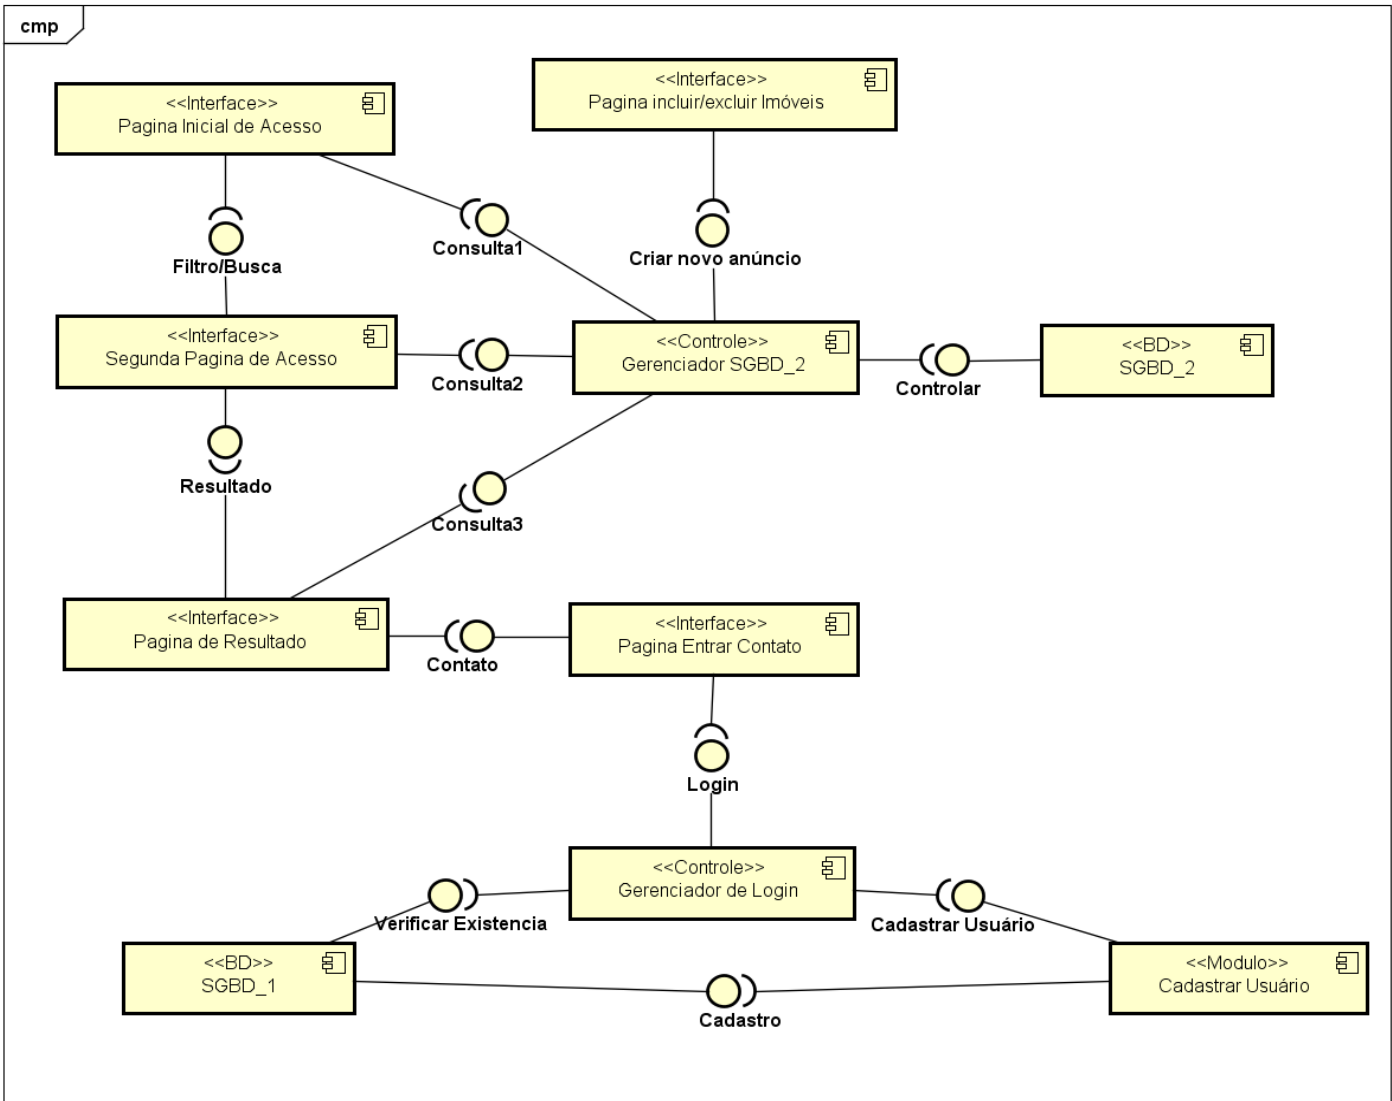 cmp
<<Interface>>
Pagina incluir/excluir Imóveis
<<Interface>>
Pagina Inicial de Acesso
Consulta1
Criar novo anúncio
Filtro/Busca
<<Interface>>
Segunda Pagina de Acesso
Consulta2
<<Controle>>
Gerenciador SGBD_2
Controlar
<<BD>>
SGBD_2
Resultado
Consulta3
<<Interface>>
Pagina de Resultado
Contato
<<Interface>>
Pagina Entrar Contato
Login
<<Controle>>
Gerenciador de Login
Verificar Existencia
Cadastrar Usuário
<<BD>>
SGBD_1
<<Modulo>>
Cadastrar Usuário
Cadastro